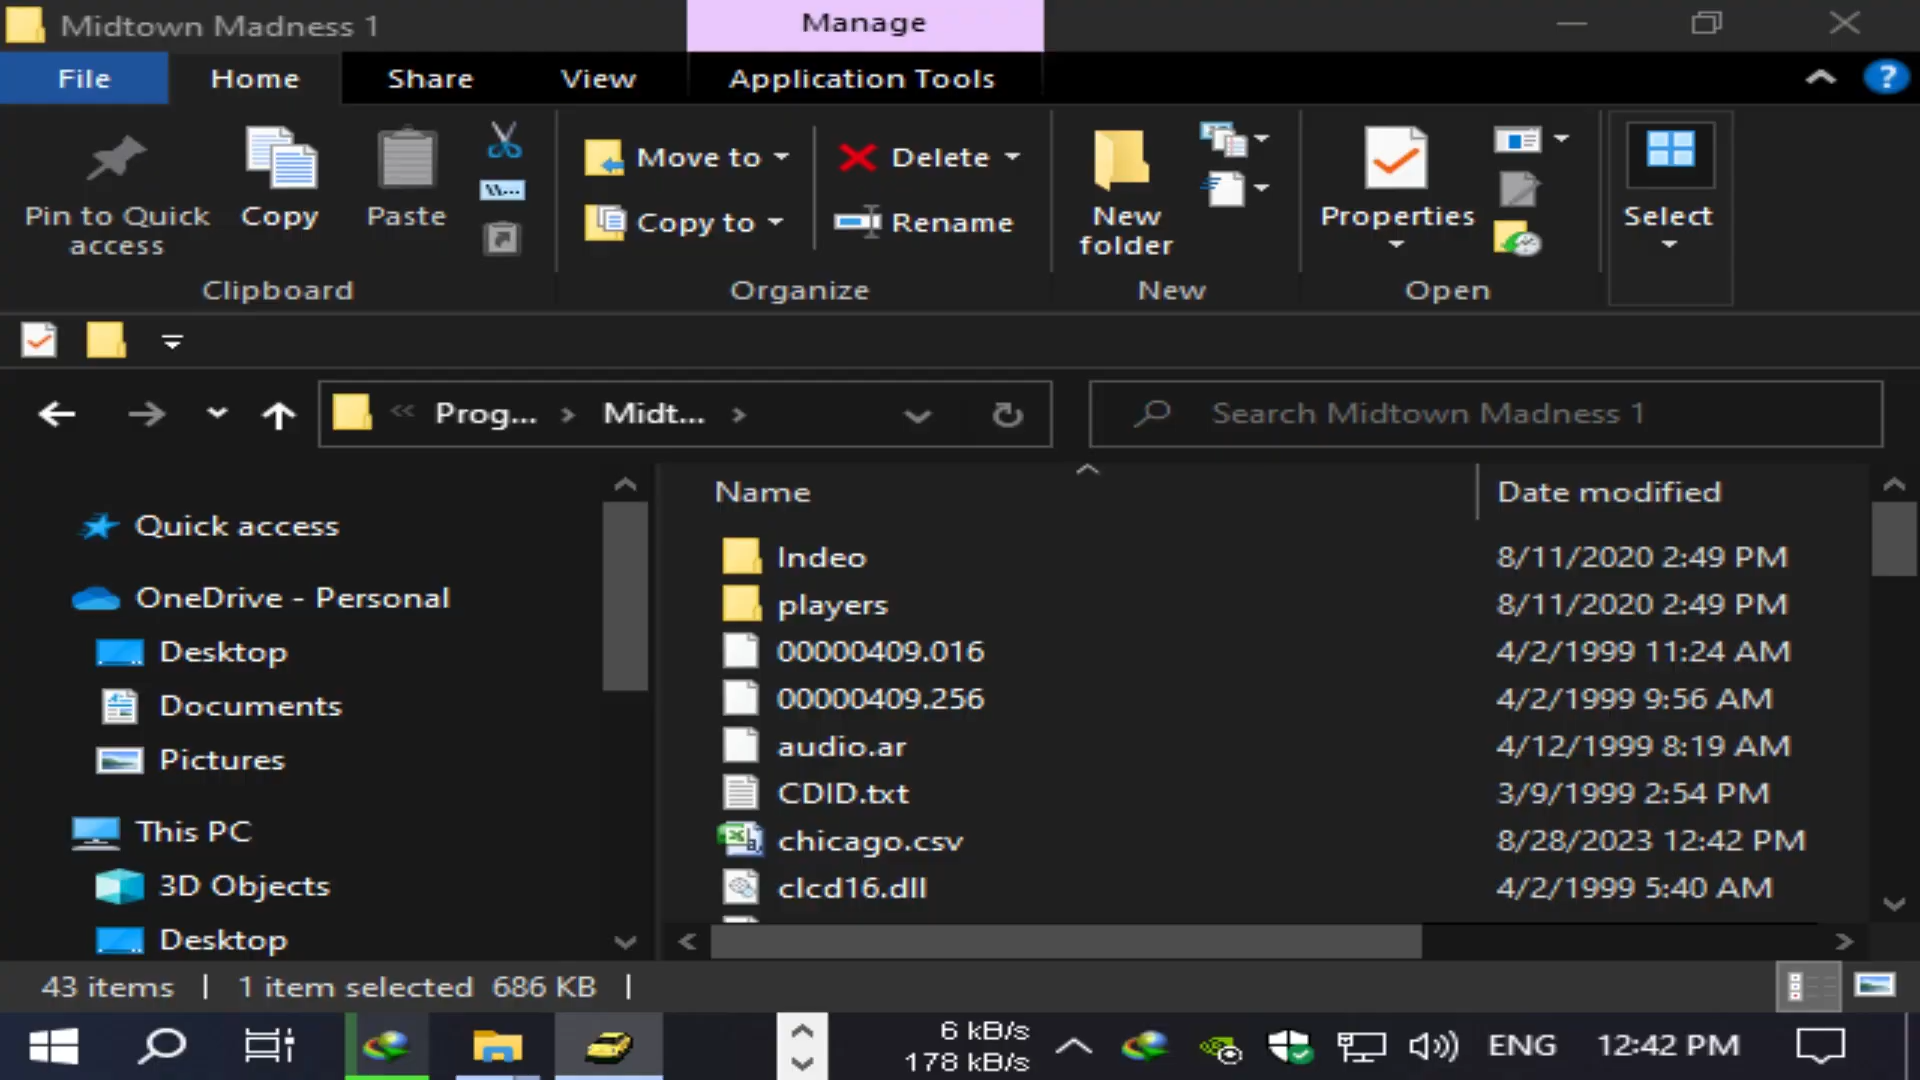 Midtown Madness 1
Manage
File
Home
Share
View
Application Tools
Pin to Quick
access
Copy
Paste
Move to
Copy to
Delete
Rename
New
folder
Properties
Select
Clipboard
Organize
New
Open
Prog...
Midt...
Search Midtown Madness 1
Name
Date modified
Quick access
OneDrive - Personal
Desktop
Documents
Pictures
This PC
3D Objects
Desktop
Indeo 8/11/2020 2:49 PM
players 8/11/2020 2:49 PM
00000409.016 4/2/1999 11:24 AM
00000409.256 4/2/1999 9:56 AM
audio.ar 4/12/1999 8:19 AM
CDID.txt 3/9/1999 2:54 PM
chicago.csv 8/28/2023 12:42 PM
clcd16.dll 4/2/1999 5:40 AM
43 items
1 item selected 686 KB
6 kB/s
178 kB/s
ENG
12:42 PM